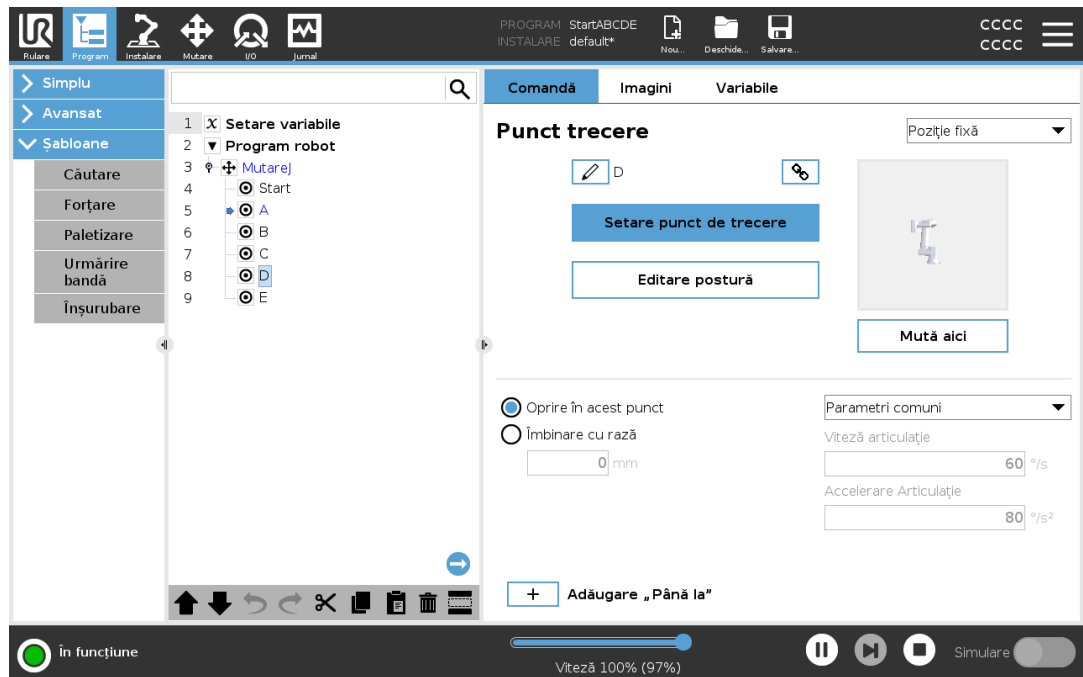 PROGRAM StartABCDE
INSTALARE default*
CCCC
CCCC
Rulare Program Instalare Mutare I/O Jurnal
Nou... Deschide... Salvare...
Simplu
Avansat
Șabloane
Căutare
Forțare
Paletizare
Urmărire
bandă
Înșurubare
1 x Setare variabile
2 Program robot
3 MutareJ
4 Start
5 A
6 B
7 C
8 D
9 E
Comandă Imagini Variabile
Punct trecere
Poziție fixă
D
Setare punct de trecere
Editare postură
Mută aici
Oprire în acest punct
Îmbinare cu rază
0 mm
Parametri comuni
Viteză articulație
60 °/s
Accelerare Articulație
80 °/s²
+ Adăugare „Până la”
În funcțiune
Viteză 100% (97%)
Simulare